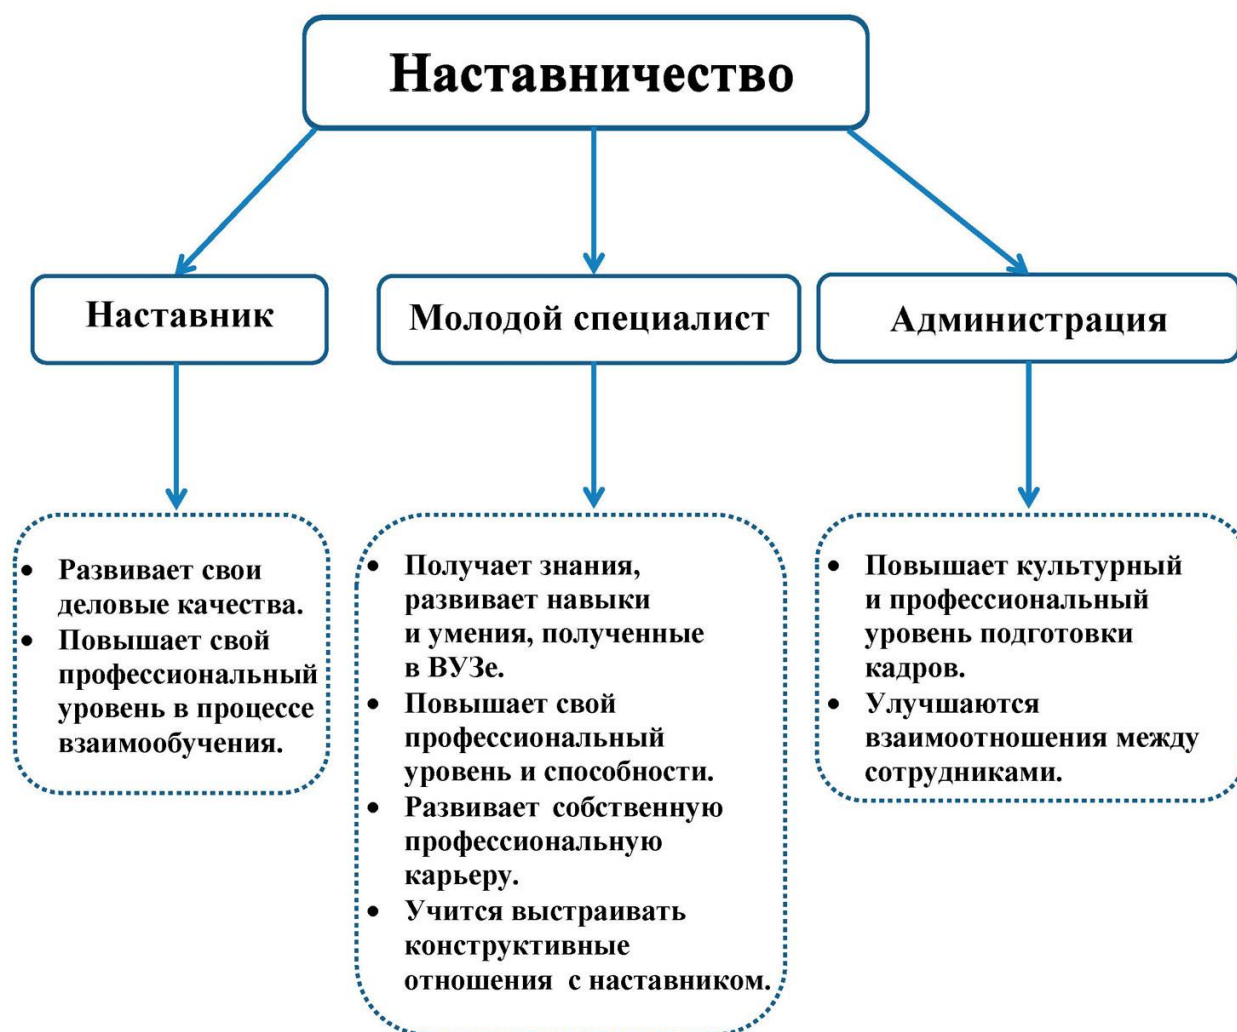 Наставничество
Наставник
Молодой специалист
Администрация
• Развивает свои
деловые качества.
• Повышает свой
профессиональный
уровень в процессе
взаимообучения.
• Получает знания,
развивает навыки
и умения, полученные
в ВУЗе.
• Повышает свой
профессиональный
уровень и способности.
• Развивает собственную
профессиональную
карьеру.
• Учится выстраивать
конструктивные
отношения с наставником.
• Повышает культурный
и профессиональный
уровень подготовки
кадров.
• Улучшаются
взаимоотношения между
сотрудниками.